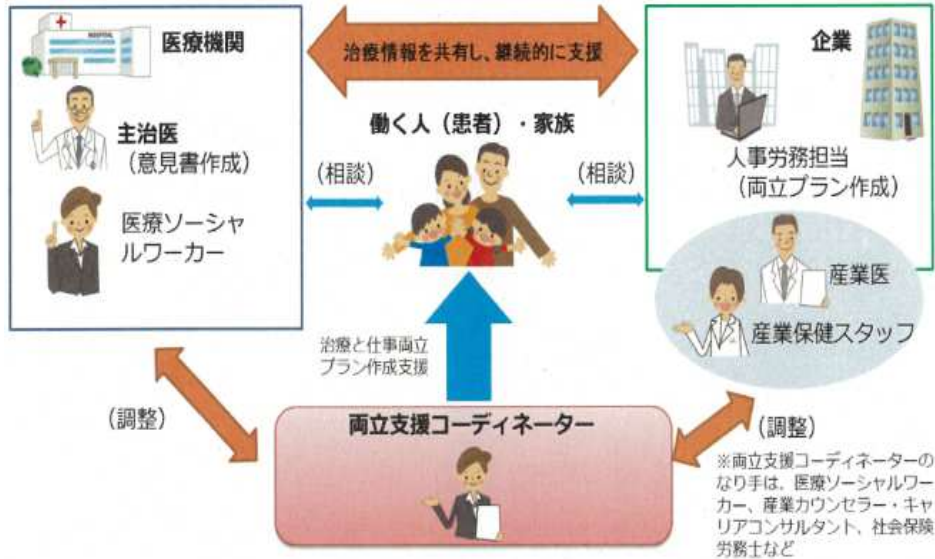 医療機関
HOSPITAL
主治医
（意見書作成）
医療ソーシャ
ルワーカー
治療情報を共有し、継続的に支援
働く人（患者）・家族
（相談）
（相談）
企業
人事労務担当
（両立プラン作成）
産業医
産業保健スタッフ
治療と仕事両立
プラン作成支援
（調整）
両立支援コーディネーター
（調整）
※両立支援コーディネーターの
なり手は、医療ソーシャルワー
カー、産業カウンセラー・キャ
リアコンサルタント、社会保険
労務士など